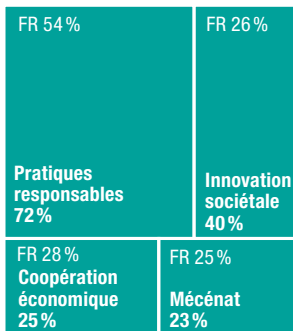 FR 54 %
Pratiques
responsables
72 %
FR 26 %
Innovation
sociétale
40 %
FR 28 %
Coopération
économique
25 %
FR 25 %
Mécénat
23 %